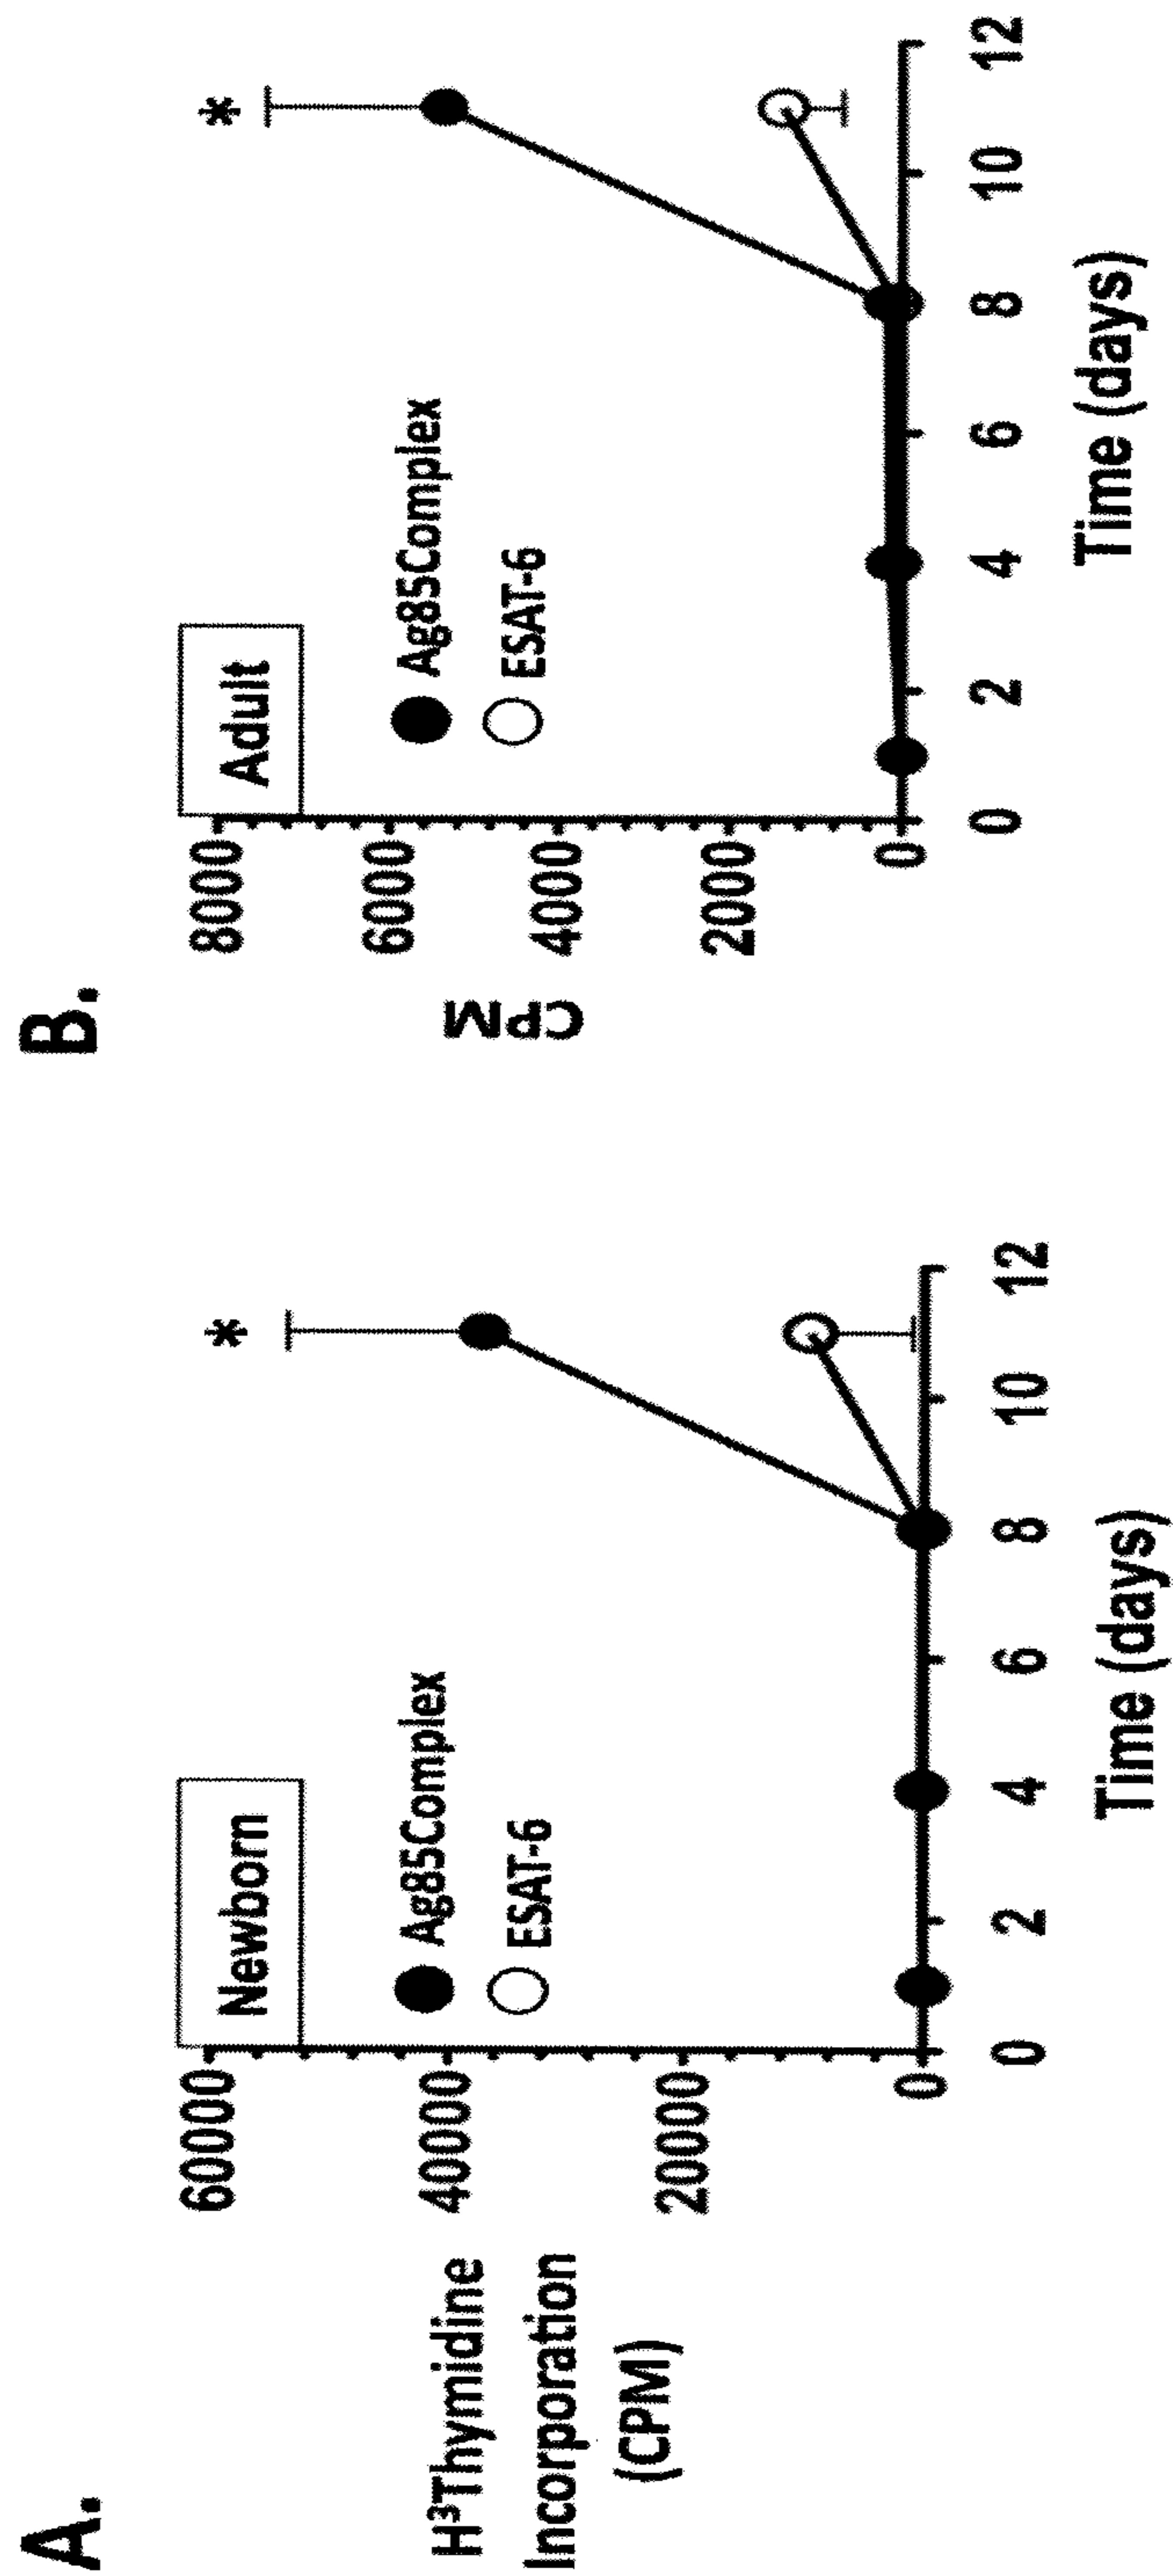 A.
Newborn
H³Thymidine
Incorporation
(CPM)
60000
40000
20000
0
Ag85Complex
ESAT-6
*
0 2 4 6 8 10 12
Time (days)
B.
Adult
CPM
8000
6000
4000
2000
0
Ag85Complex
ESAT-6
*
0 2 4 6 8 10 12
Time (days)